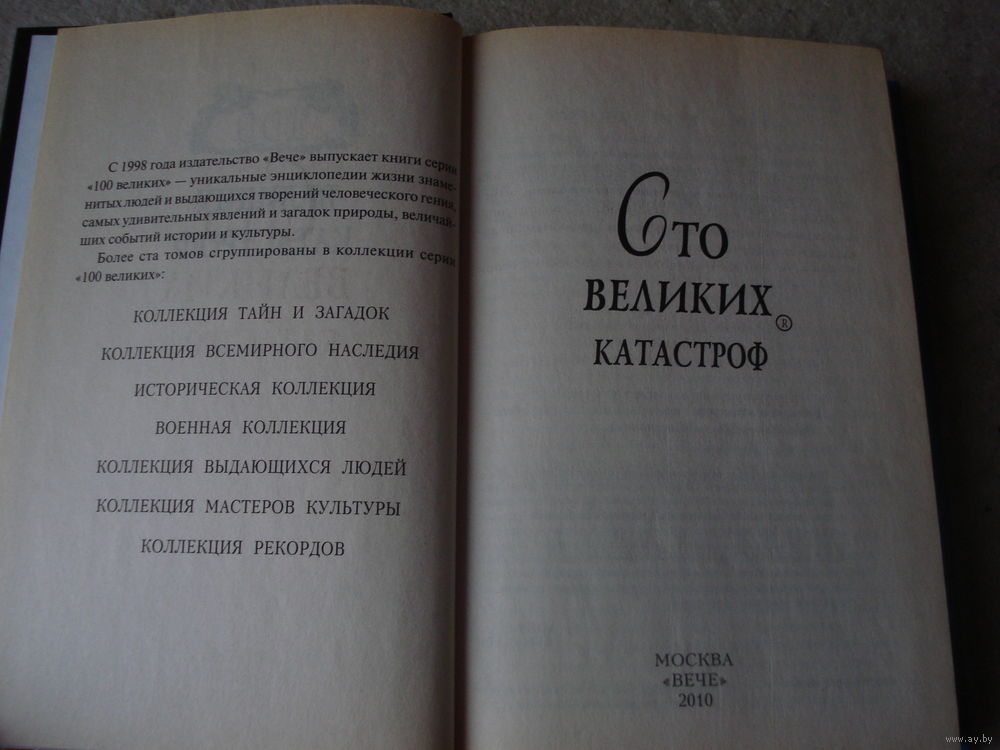 С 1998 года издательство «Вече» выпускает книги серии
«100 великих» — уникальные энциклопедии жизни знаме-
нитых людей и выдающихся творений человеческого гения,
самых удивительных явлений и загадок природы, величай-
ших событий истории и культуры.
Более ста томов сгруппированы в коллекции серии
«100 великих»:
КОЛЛЕКЦИЯ ТАЙН И ЗАГАДОК
КОЛЛЕКЦИЯ ВСЕМИРНОГО НАСЛЕДИЯ
ИСТОРИЧЕСКАЯ КОЛЛЕКЦИЯ
ВОЕННАЯ КОЛЛЕКЦИЯ
КОЛЛЕКЦИЯ ВЫДАЮЩИХСЯ ЛЮДЕЙ
КОЛЛЕКЦИЯ МАСТЕРОВ КУЛЬТУРЫ
КОЛЛЕКЦИЯ РЕКОРДОВ
Сто
ВЕЛИКИХ ®
КАТАСТРОФ
МОСКВА
«ВЕЧЕ»
2010
www.ay.by